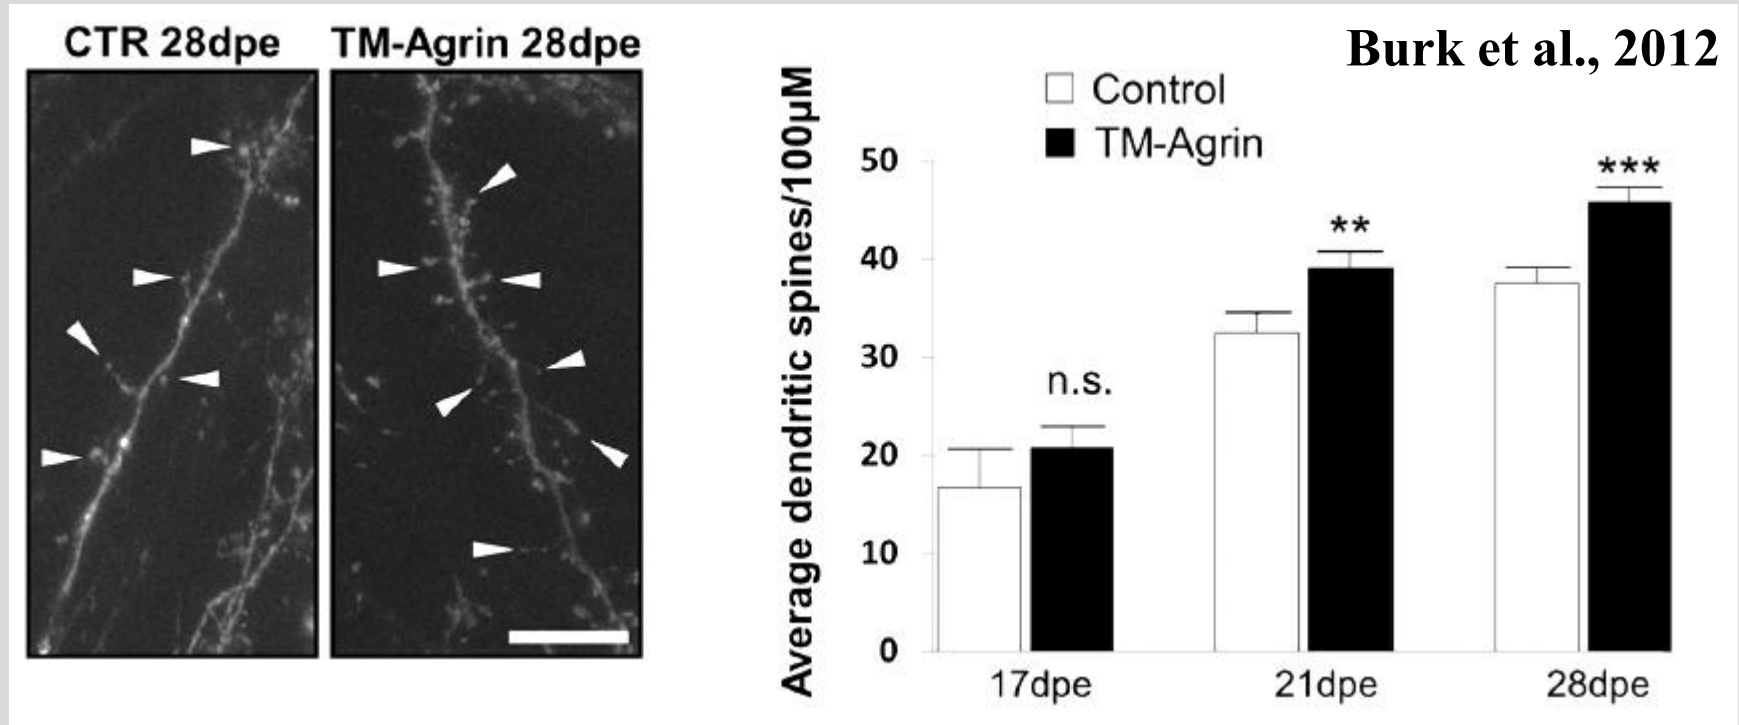 CTR 28dpe
TM-Agrin 28dpe
Burk et al., 2012
Control
TM-Agrin
Average dendritic spines/100µM
50
40
30
20
10
0
n.s.
**
***
17dpe
21dpe
28dpe